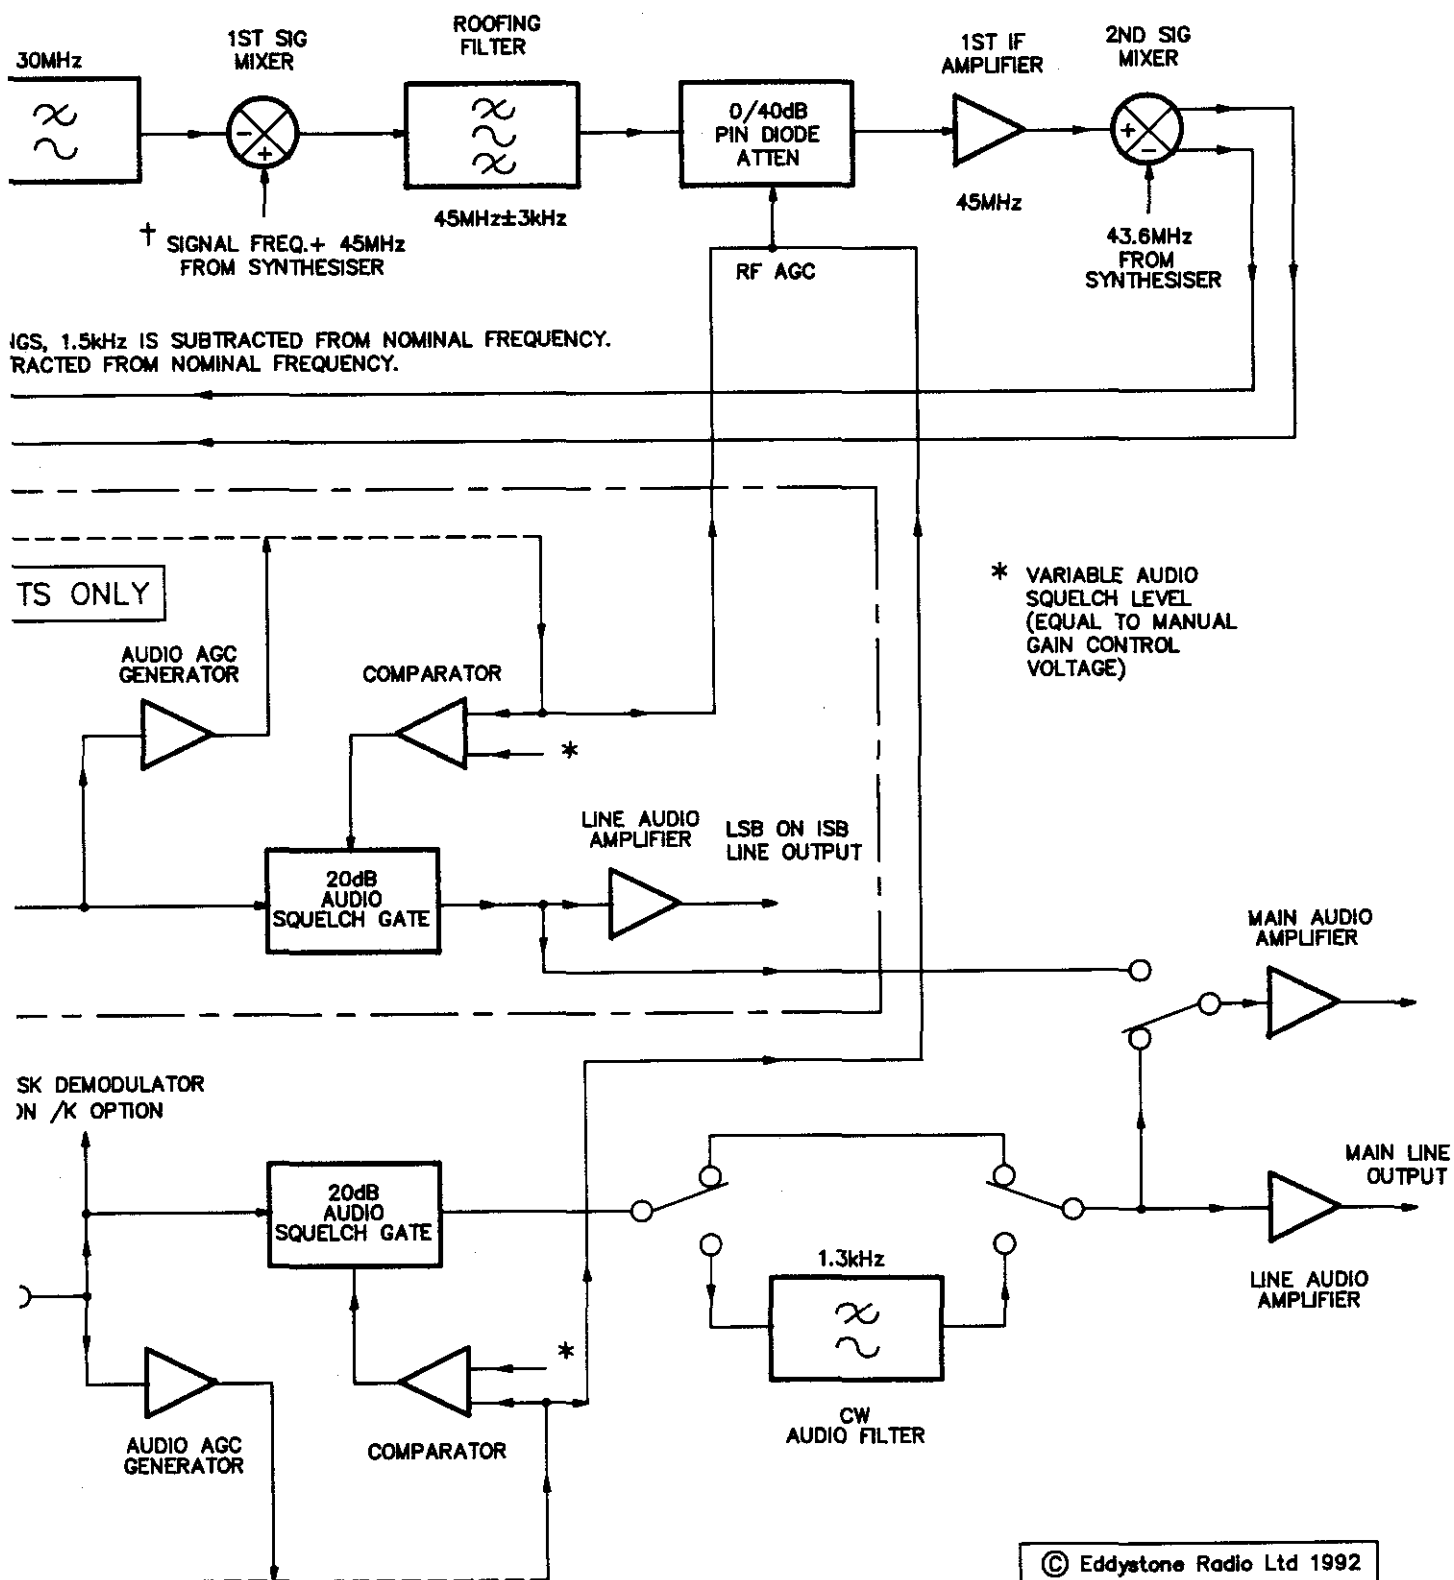 30MHz
1ST SIG
MIXER
ROOFING
FILTER
0/40dB
PIN DIODE
ATTEN
1ST IF
AMPLIFIER
2ND SIG
MIXER
45MHz±3kHz
45MHz
† SIGNAL FREQ.+ 45MHz
FROM SYNTHESISER
RF AGC
43.6MHz
FROM
SYNTHESISER
IGS, 1.5kHz IS SUBTRACTED FROM NOMINAL FREQUENCY.
TRACTED FROM NOMINAL FREQUENCY.
TS ONLY
* VARIABLE AUDIO
SQUELCH LEVEL
(EQUAL TO MANUAL
GAIN CONTROL
VOLTAGE)
AUDIO AGC
GENERATOR
COMPARATOR
*
20dB
AUDIO
SQUELCH GATE
LINE AUDIO
AMPLIFIER
LSB ON ISB
LINE OUTPUT
MAIN AUDIO
AMPLIFIER
SK DEMODULATOR
ON /K OPTION
20dB
AUDIO
SQUELCH GATE
MAIN LINE
OUTPUT
1.3kHz
LINE AUDIO
AMPLIFIER
*
CW
AUDIO FILTER
AUDIO AGC
GENERATOR
COMPARATOR
© Eddystone Radio Ltd 1992